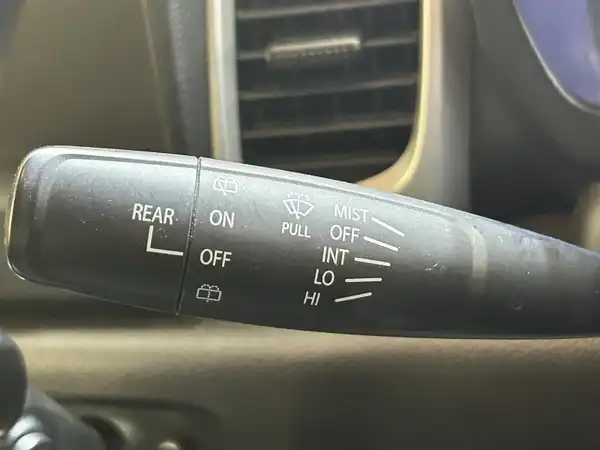 REAR
ON
OFF
PULL
MIST
OFF
INT
LO
HI